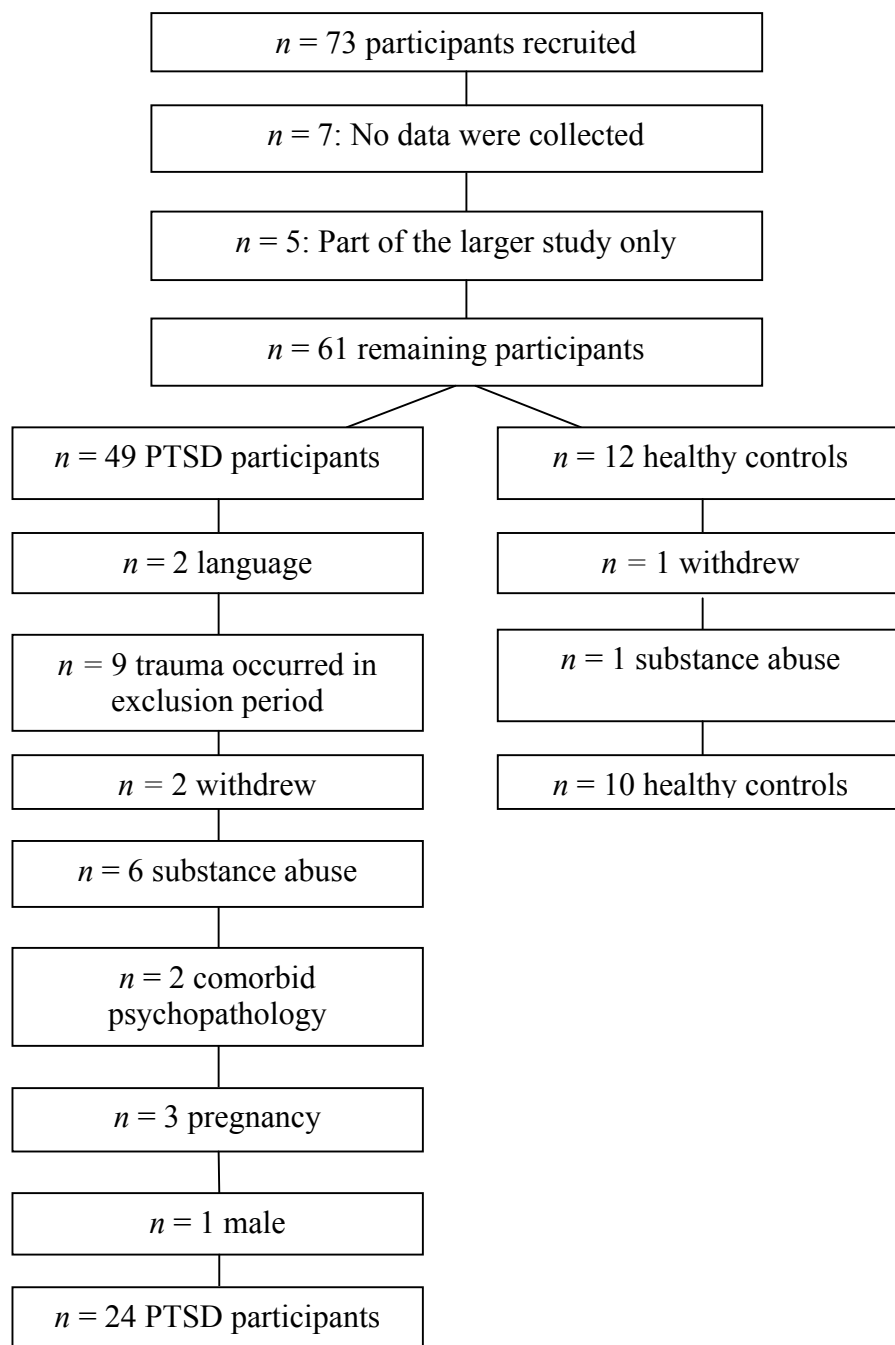 n = 73 participants recruited
n = 7: No data were collected
n = 5: Part of the larger study only
n = 61 remaining participants
n = 49 PTSD participants
n = 2 language
n = 9 trauma occurred in
exclusion period
n = 2 withdrew
n = 6 substance abuse
n = 2 comorbid
psychopathology
n = 3 pregnancy
n = 1 male
n = 24 PTSD participants
n = 12 healthy controls
n = 1 withdrew
n = 1 substance abuse
n = 10 healthy controls